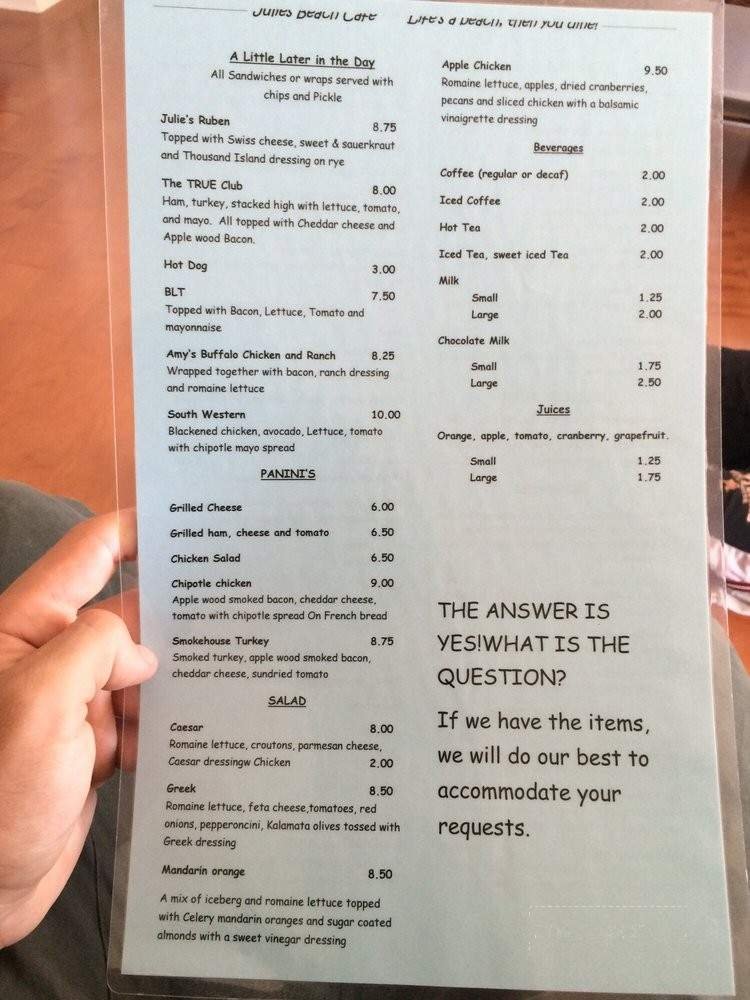 Julies Beach Cafe Life's a beach, then you dine!
A Little Later in the Day
All Sandwiches or wraps served with
chips and Pickle
Julie's Ruben 8.75
Topped with Swiss cheese, sweet & sauerkraut
and Thousand Island dressing on rye
The TRUE Club 8.00
Ham, turkey, stacked high with lettuce, tomato,
and mayo. All topped with Cheddar cheese and
Apple wood Bacon.
Hot Dog 3.00
BLT 7.50
Topped with Bacon, Lettuce, Tomato and
mayonnaise
Amy's Buffalo Chicken and Ranch 8.25
Wrapped together with bacon, ranch dressing
and romaine lettuce
South Western 10.00
Blackened chicken, avocado, Lettuce, tomato
with chipotle mayo spread
PANINI'S
Grilled Cheese 6.00
Grilled ham, cheese and tomato 6.50
Chicken Salad 6.50
Chipotle chicken 9.00
Apple wood smoked bacon, cheddar cheese,
tomato with chipotle spread On French bread
Smokehouse Turkey 8.75
Smoked turkey, apple wood smoked bacon,
cheddar cheese, sundried tomato
SALAD
Caesar 8.00
Romaine lettuce, croutons, parmesan cheese,
Caesar dressingw Chicken 2.00
Greek 8.50
Romaine lettuce, feta cheese,tomatoes, red
onions, pepperoncini, Kalamata olives tossed with
Greek dressing
Mandarin orange 8.50
A mix of iceberg and romaine lettuce topped
with Celery mandarin oranges and sugar coated
almonds with a sweet vinegar dressing
Apple Chicken 9.50
Romaine lettuce, apples, dried cranberries,
pecans and sliced chicken with a balsamic
vinaigrette dressing
Beverages
Coffee (regular or decaf) 2.00
Iced Coffee 2.00
Hot Tea 2.00
Iced Tea, sweet iced Tea 2.00
Milk
Small 1.25
Large 2.00
Chocolate Milk
Small 1.75
Large 2.50
Juices
Orange, apple, tomato, cranberry, grapefruit.
Small 1.25
Large 1.75
THE ANSWER IS
YES!WHAT IS THE
QUESTION?
If we have the items,
we will do our best to
accommodate your
requests.